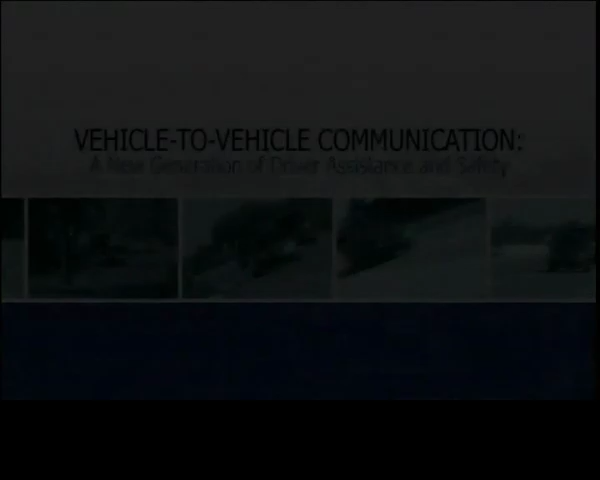 VEHICLE-TO-VEHICLE COMMUNICATION:
A New Generation of Driver Assistance and Safety